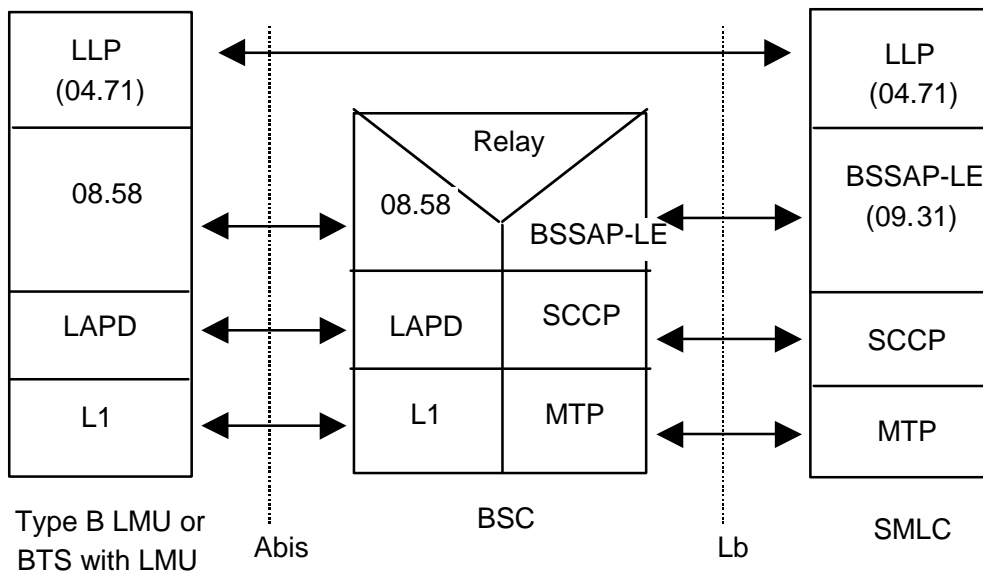 LLP
(04.71)
LLP
(04.71)
Relay
08.58
08.58
BSSAP-LE
BSSAP-LE
(09.31)
LAPD
LAPD
SCCP
SCCP
L1
L1
MTP
MTP
Type B LMU or
BTS with LMU
Abis
BSC
Lb
SMLC